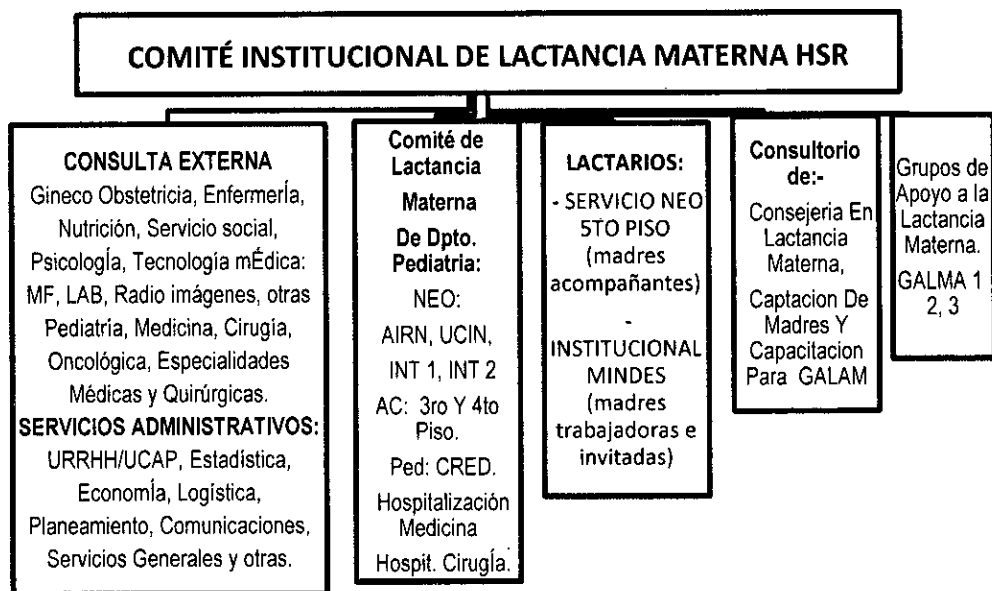 COMITÉ INSTITUCIONAL DE LACTANCIA MATERNA HSR
CONSULTA EXTERNA
Gineco Obstetricia, Enfermería,
Nutrición, Servicio social,
Psicología, Tecnología mÉdica:
MF, LAB, Radio imágenes, otras
Pediatría, Medicina, Cirugía,
Oncológica, Especialidades
Médicas y Quirúrgicas.
SERVICIOS ADMINISTRATIVOS:
URRHH/UCAP, Estadística,
Economía, Logística,
Planeamiento, Comunicaciones,
Servicios Generales y otras.
Comité de
Lactancia
Materna
De Dpto.
Pediatria:
NEO:
AIRN, UCIN,
INT 1, INT 2
AC: 3ro Y 4to
Piso.
Ped: CRED.
Hospitalización
Medicina
Hospit. Cirugía.
LACTARIOS:
- SERVICIO NEO
5TO PISO
(madres
acompañantes)
-
INSTITUCIONAL
MINDES
(madres
trabajadoras e
invitadas)
Consultorio
de:-
Consejeria En
Lactancia
Materna,
Captacion De
Madres Y
Capacitacion
Para GALAM
Grupos de
Apoyo a la
Lactancia
Materna.
GALMA 1
2, 3